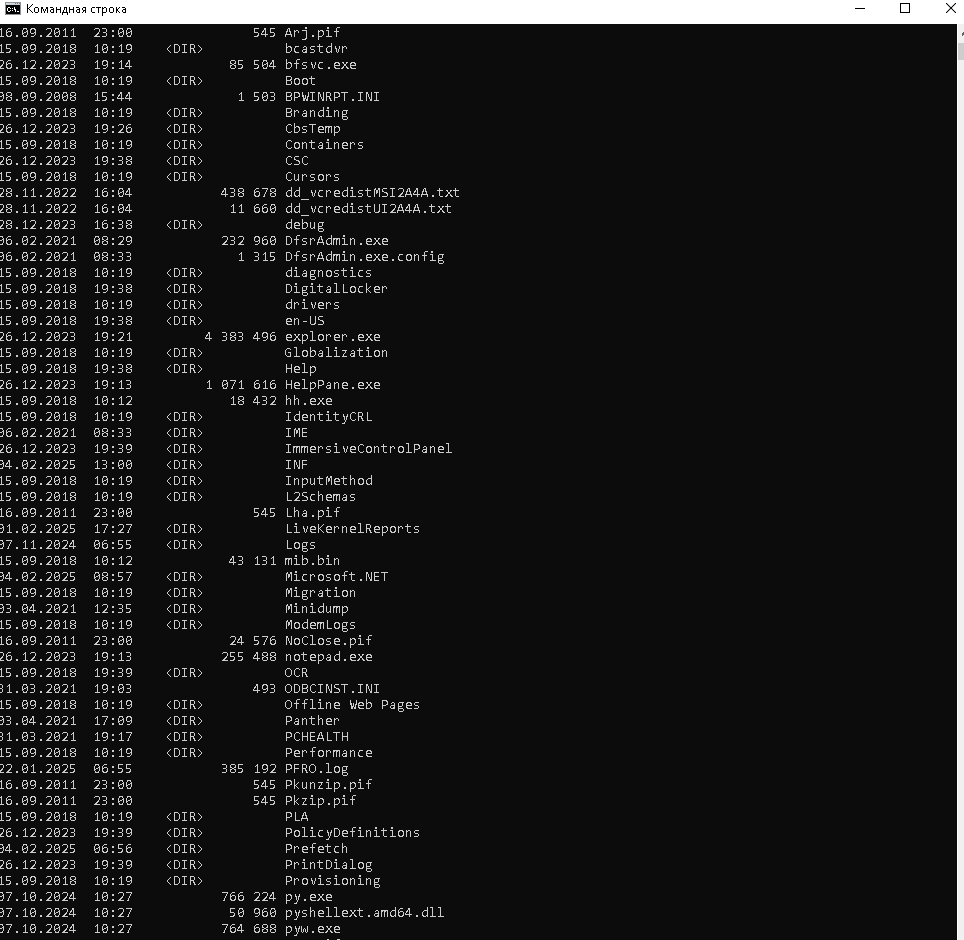 Командная строка
16.09.2011 23:00 545 Arj.pif
15.09.2018 10:19 <DIR> bcastdvr
26.12.2023 19:14 85 504 bfsvc.exe
15.09.2018 10:19 <DIR> Boot
08.09.2008 15:44 1 503 BPWINRPT.INI
15.09.2018 10:19 <DIR> Branding
26.12.2023 19:26 <DIR> CbsTemp
15.09.2018 10:19 <DIR> Containers
26.12.2023 19:38 <DIR> CSC
15.09.2018 10:19 <DIR> Cursors
28.11.2022 16:04 438 678 dd_vcredistMSI2A4A.txt
28.11.2022 16:04 11 660 dd_vcredistUI2A4A.txt
28.12.2023 16:38 <DIR> debug
06.02.2021 08:29 232 960 DfsrAdmin.exe
06.02.2021 08:33 1 315 DfsrAdmin.exe.config
15.09.2018 10:19 <DIR> diagnostics
15.09.2018 19:38 <DIR> DigitalLocker
15.09.2018 10:19 <DIR> drivers
15.09.2018 19:38 <DIR> en-US
26.12.2023 19:21 4 383 496 explorer.exe
15.09.2018 10:19 <DIR> Globalization
15.09.2018 19:38 <DIR> Help
26.12.2023 19:13 1 071 616 HelpPane.exe
15.09.2018 10:12 18 432 hh.exe
15.09.2018 10:19 <DIR> IdentityCRL
06.02.2021 08:33 <DIR> IME
26.12.2023 19:39 <DIR> ImmersiveControlPanel
04.02.2025 13:00 <DIR> INF
15.09.2018 10:19 <DIR> InputMethod
15.09.2018 10:19 <DIR> L2Schemas
16.09.2011 23:00 545 Lha.pif
01.02.2025 17:27 <DIR> LiveKernelReports
07.11.2024 06:55 <DIR> Logs
15.09.2018 10:12 43 131 mib.bin
04.02.2025 08:57 <DIR> Microsoft.NET
15.09.2018 10:19 <DIR> Migration
03.04.2021 12:35 <DIR> Minidump
15.09.2018 10:19 <DIR> ModemLogs
16.09.2011 23:00 24 576 NoClose.pif
26.12.2023 19:13 255 488 notepad.exe
15.09.2018 19:39 <DIR> OCR
31.03.2021 19:03 493 ODBCINST.INI
15.09.2018 10:19 <DIR> Offline Web Pages
03.04.2021 17:09 <DIR> Panther
31.03.2021 19:17 <DIR> PCHEALTH
15.09.2018 10:19 <DIR> Performance
22.01.2025 06:55 385 192 PFRO.log
16.09.2011 23:00 545 Pkunzip.pif
16.09.2011 23:00 545 Pkzip.pif
15.09.2018 10:19 <DIR> PLA
26.12.2023 19:39 <DIR> PolicyDefinitions
04.02.2025 06:56 <DIR> Prefetch
26.12.2023 19:39 <DIR> PrintDialog
15.09.2018 10:19 <DIR> Provisioning
07.10.2024 10:27 766 224 py.exe
07.10.2024 10:27 50 960 pyshellext.amd64.dll
07.10.2024 10:27 764 688 pyw.exe